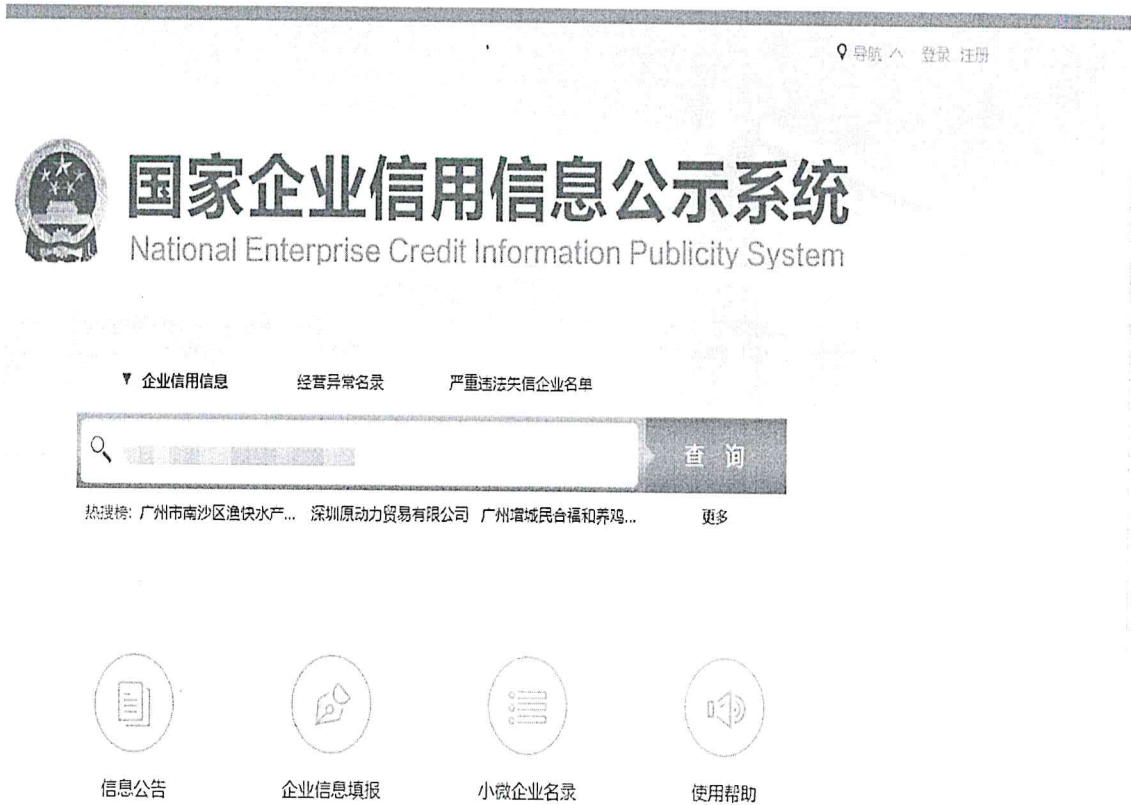 导航 登录 注册
国家企业信用信息公示系统
National Enterprise Credit Information Publicity System
企业信用信息 经营异常名录 严重违法失信企业名单
查询
热搜榜: 广州市南沙区渔快水产... 深圳原动力贸易有限公司 广州增城民合福和养鸡... 更多
信息公告 企业信息填报 小微企业名录 使用帮助